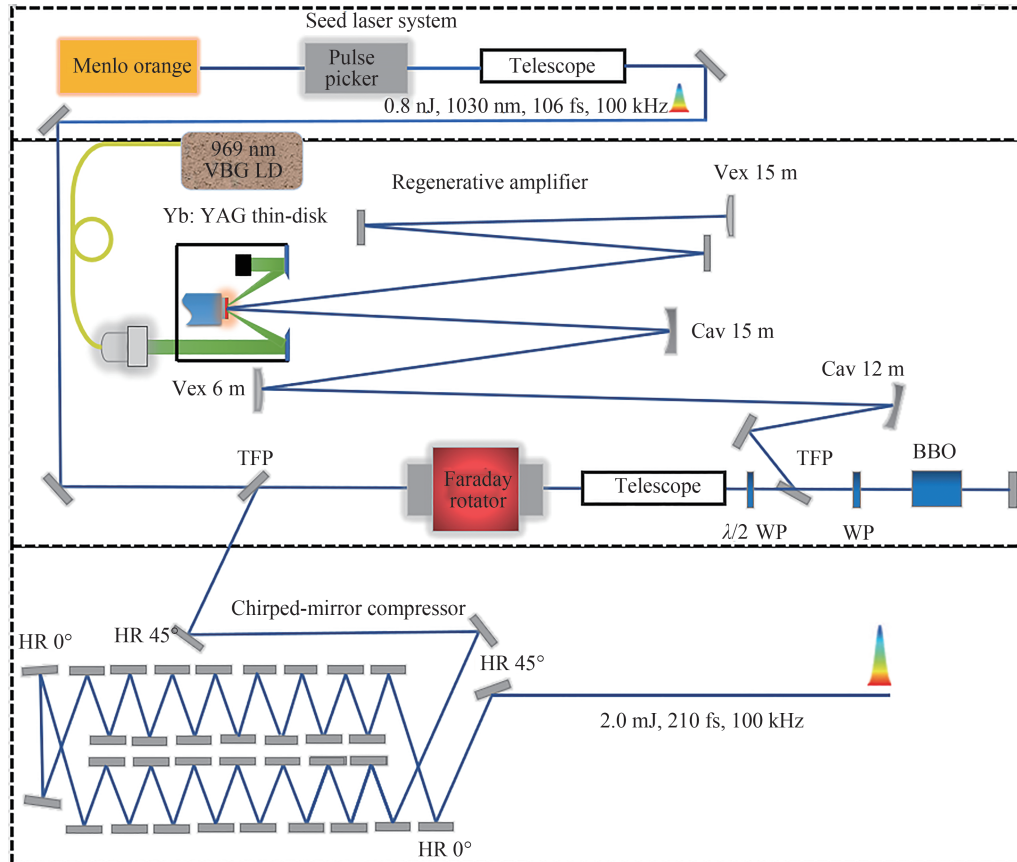 Seed laser system
Menlo orange
Pulse
picker
Telescope
0.8 nJ, 1030 nm, 106 fs, 100 kHz
969 nm
VBG LD
Regenerative amplifier
Vex 15 m
Yb: YAG thin-disk
Cav 15 m
Vex 6 m
Cav 12 m
TFP
Faraday
rotator
Telescope
TFP
BBO
λ/2 WP
WP
Chirped-mirror compressor
HR 0°
HR 45°
HR 45°
2.0 mJ, 210 fs, 100 kHz
HR 0°